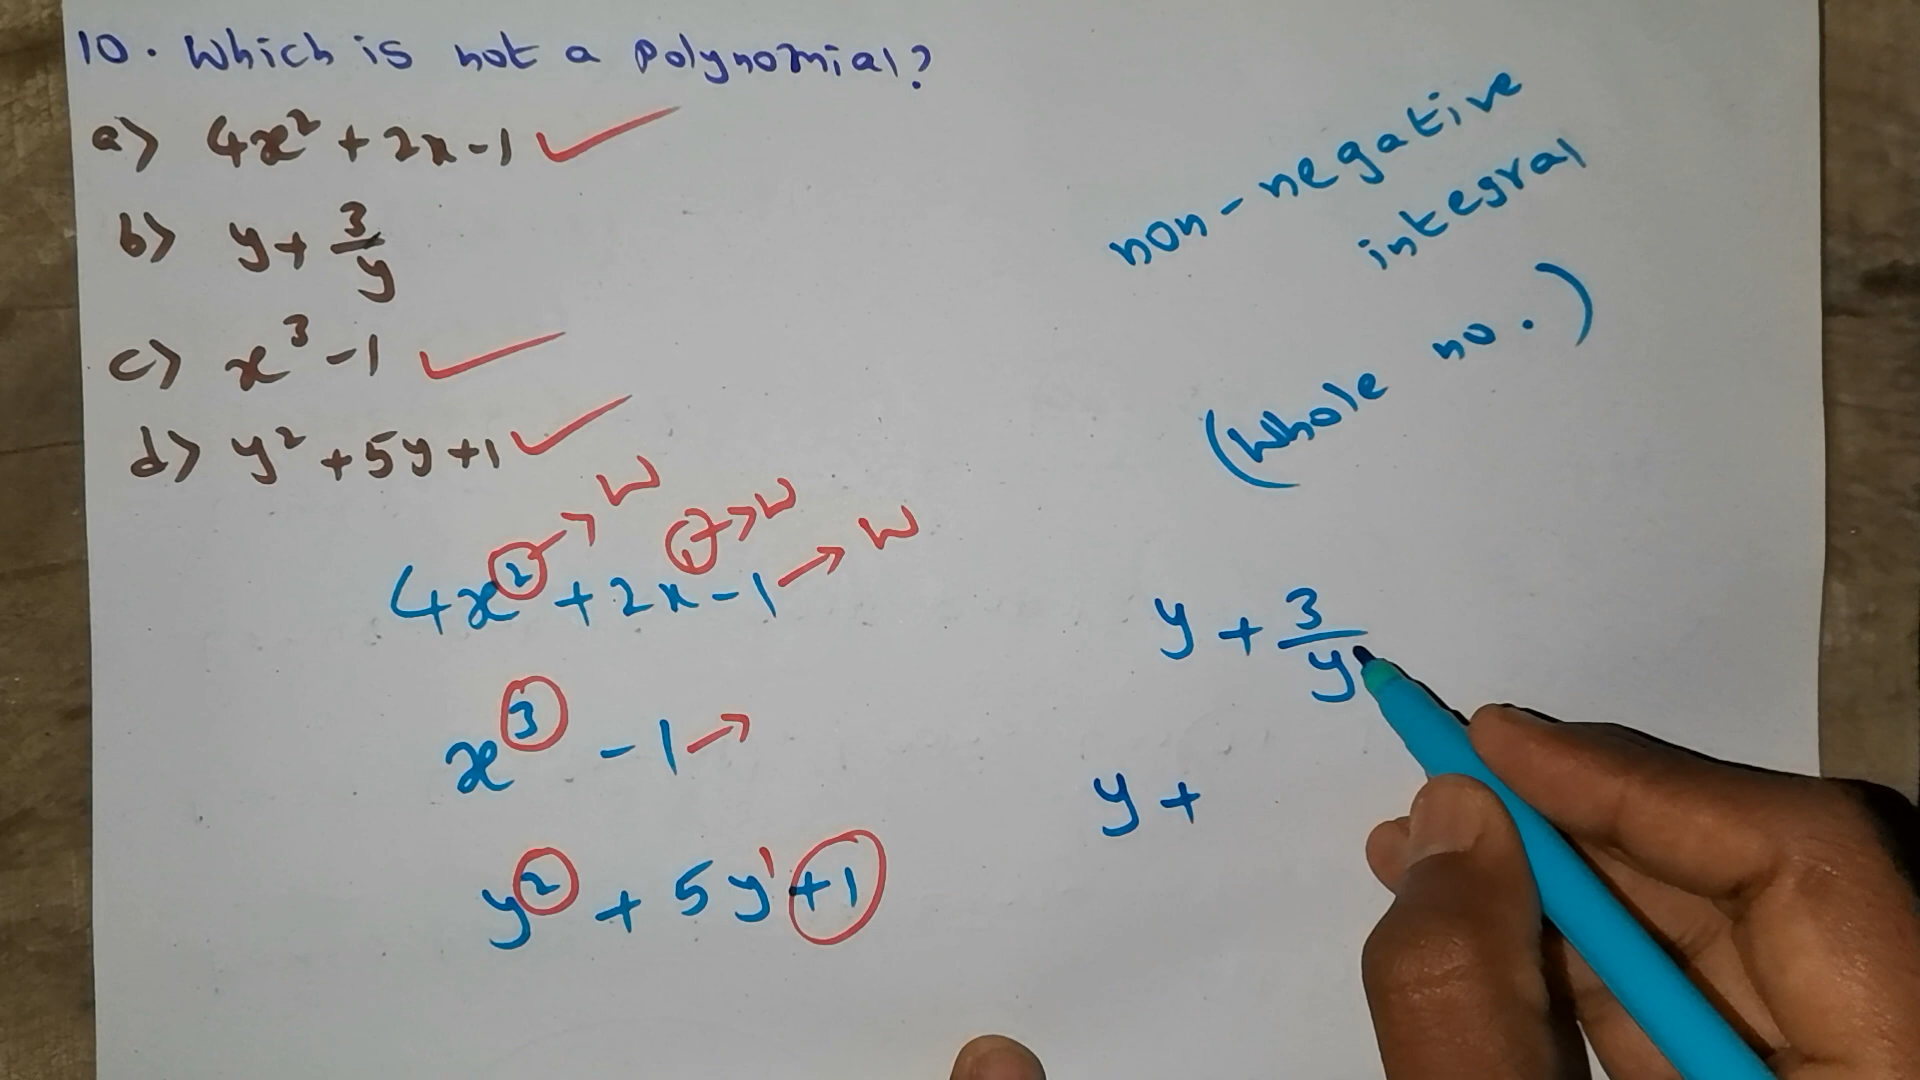 10. Which is not a polynomial?
a) 4x² + 2x - 1 ✓
b) y + 3/y
c) x³ - 1 ✓
d) y² + 5y + 1 ✓
non-negative
integral
(Whole no.)
4x² → W + 2x¹ → W - 1 → W
x³ - 1 →
y² + 5y¹ + 1
y + 3/y
y +